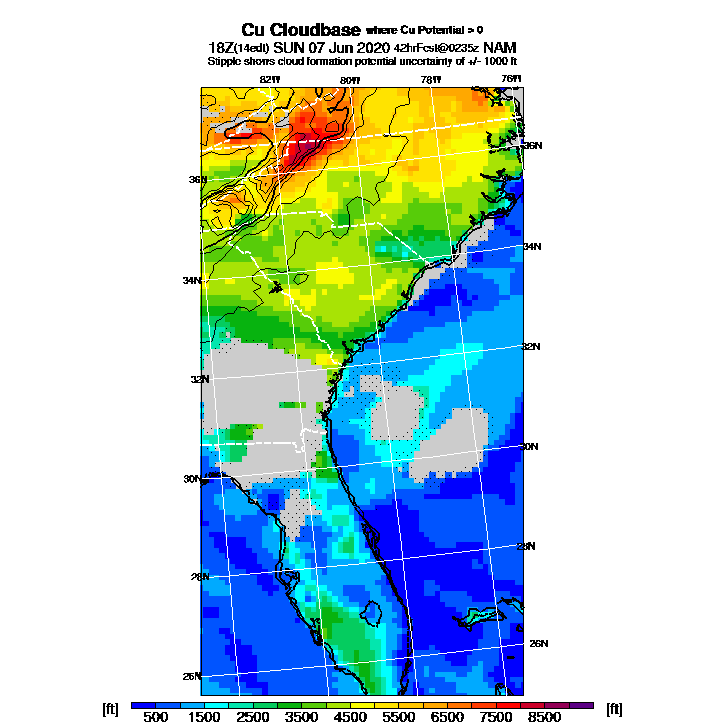 Cu Cloudbase where Cu Potential > 0
18Z(14edt) SUN 07 Jun 2020 42hrFcst@0235z NAM
Stipple shows cloud formation potential uncertainty of +/- 1000 ft
82W 80W 78W 76W
36N
36N
34N
34N
32N
32N
30N
30N
28N
28N
26N
26N
[ft] 500 1500 2500 3500 4500 5500 6500 7500 8500 [ft]